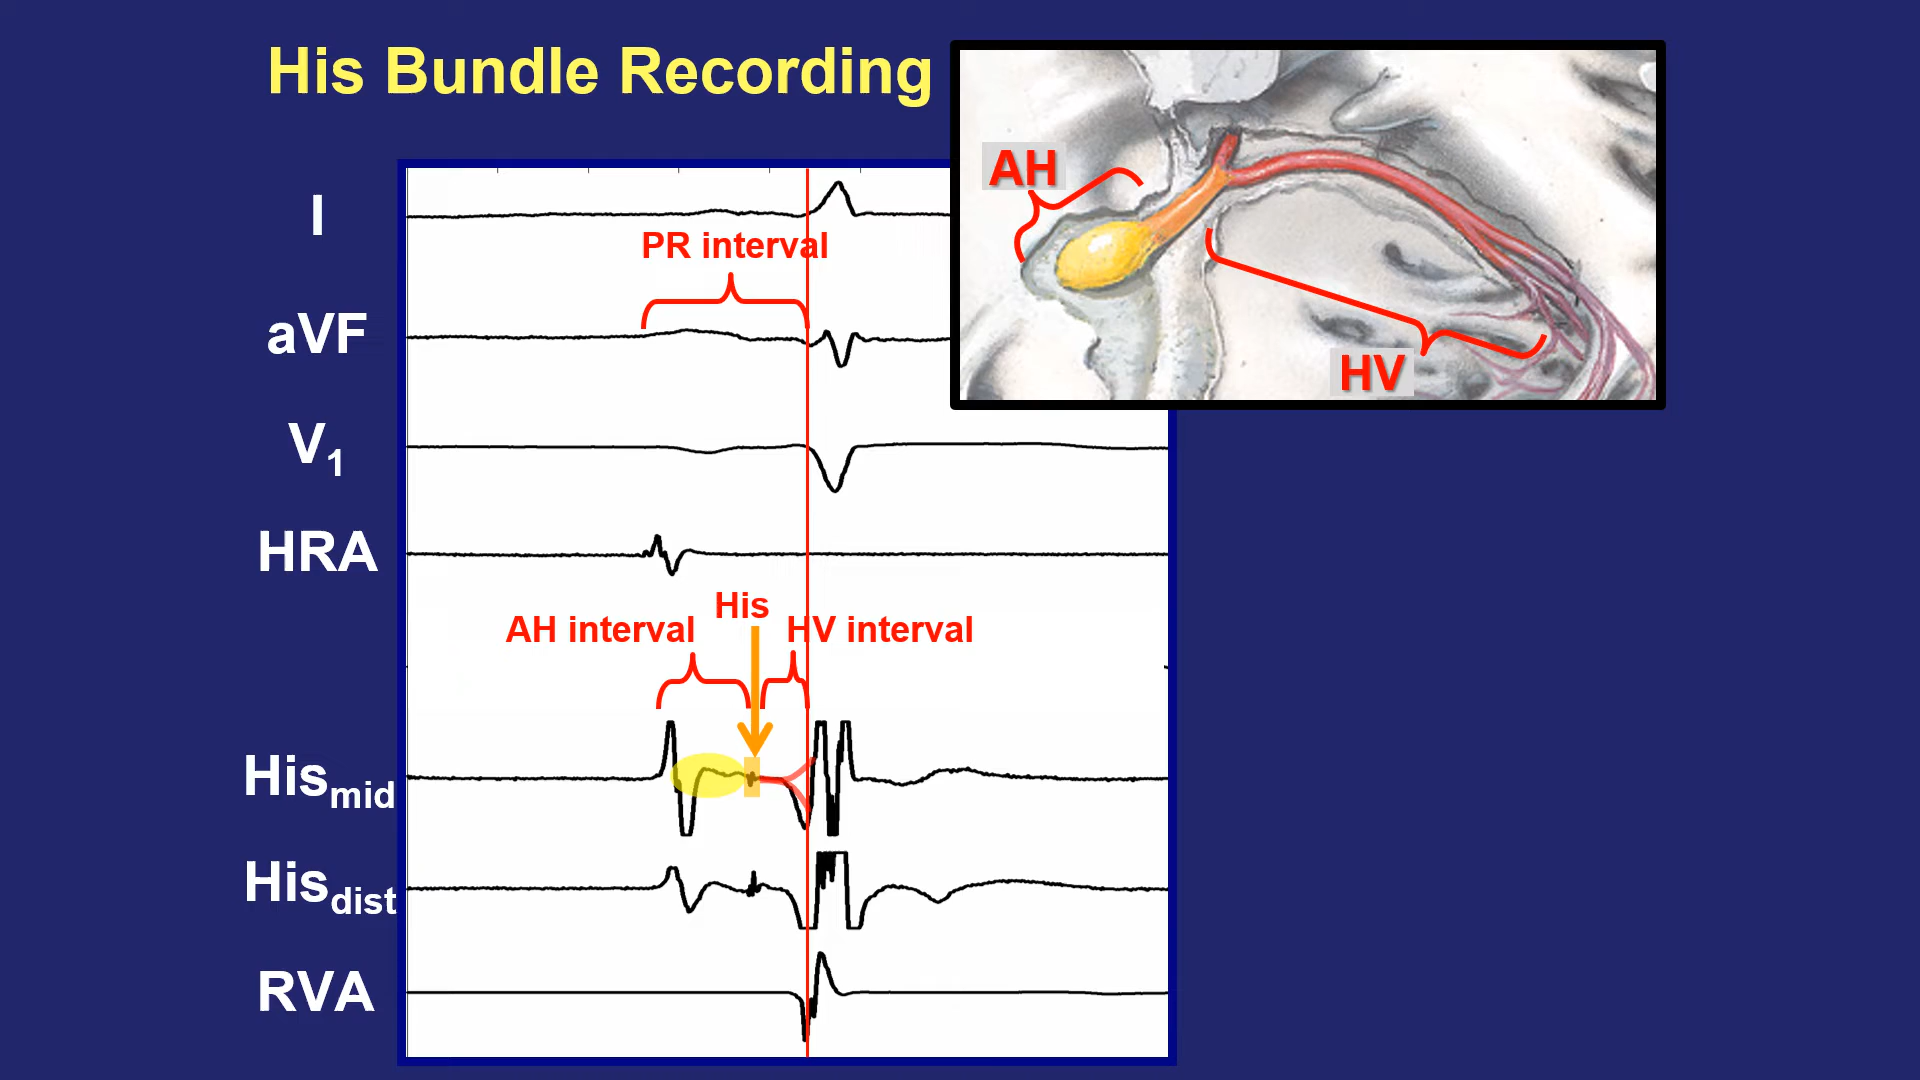 His Bundle Recording
AH
HV
I
PR interval
aVF
V1
HRA
His
AH interval
HV interval
Hismid
Hisdist
RVA